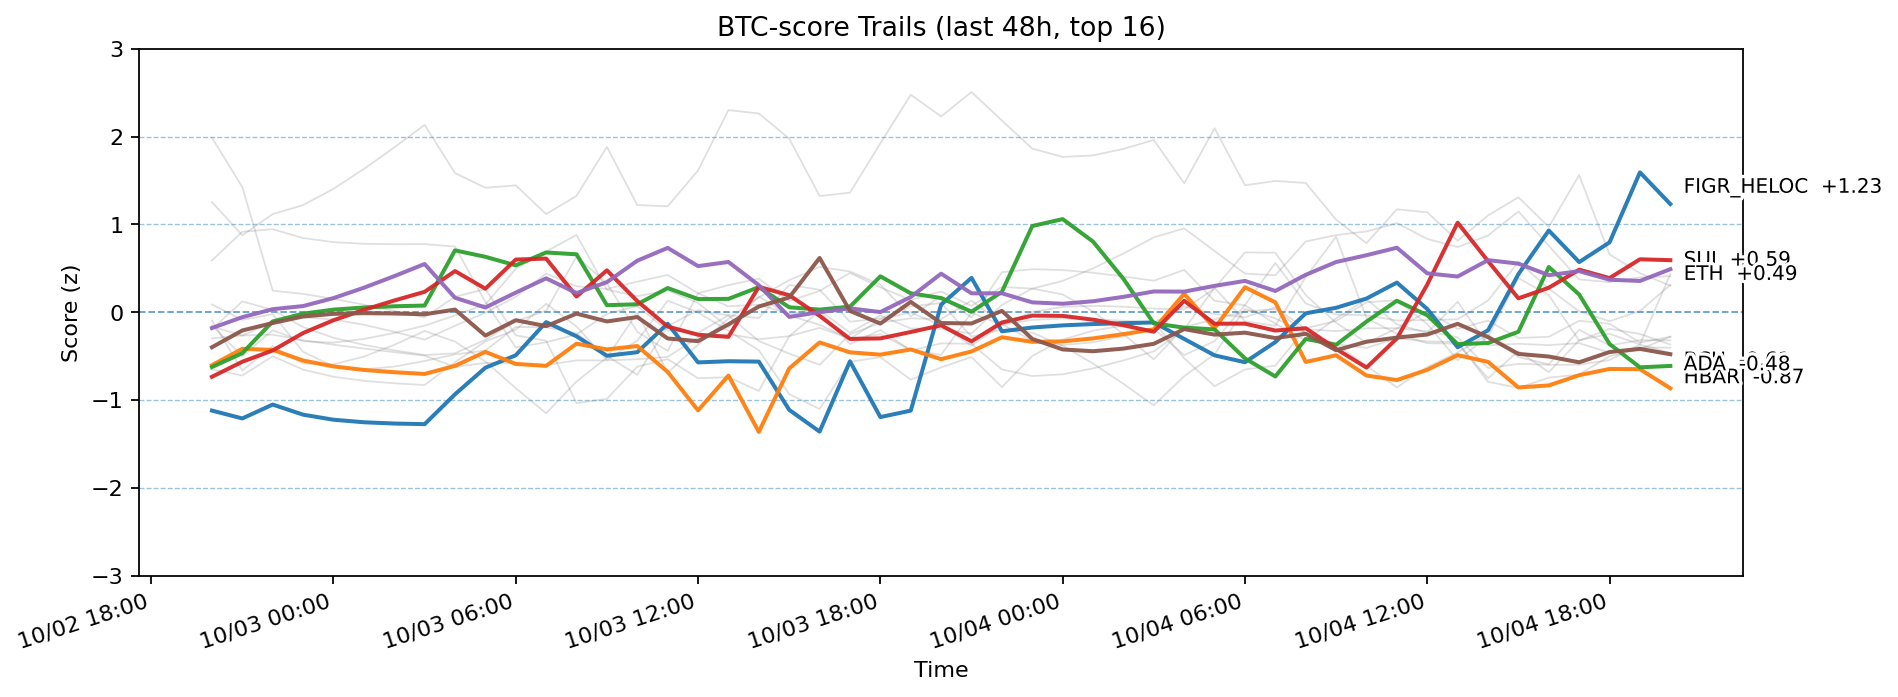 BTC-score Trails (last 48h, top 16)
3
2
1
0
−1
−2
−3
Score (z)
FIGR_HELOC +1.23
+0.59
ETH +0.49
ADA -0.48
HBAR -0.87
10/02 18:00
10/03 00:00
10/03 06:00
10/03 12:00
10/03 18:00
10/04 00:00
10/04 06:00
10/04 12:00
10/04 18:00
Time